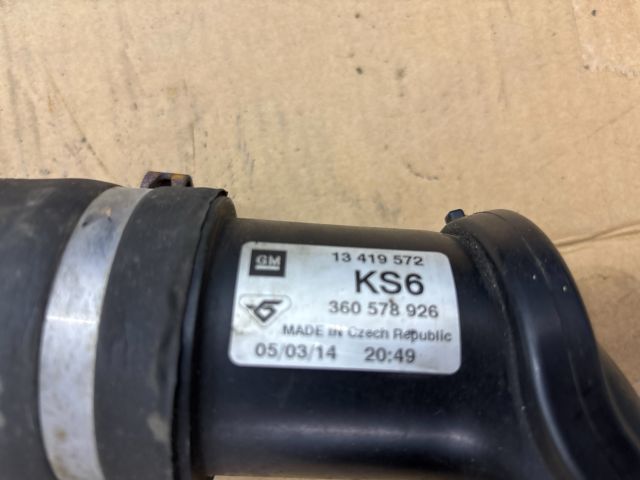 GM 13 419 572
KS6
360 578 926
MADE IN Czech Republic
05/03/14 20:49